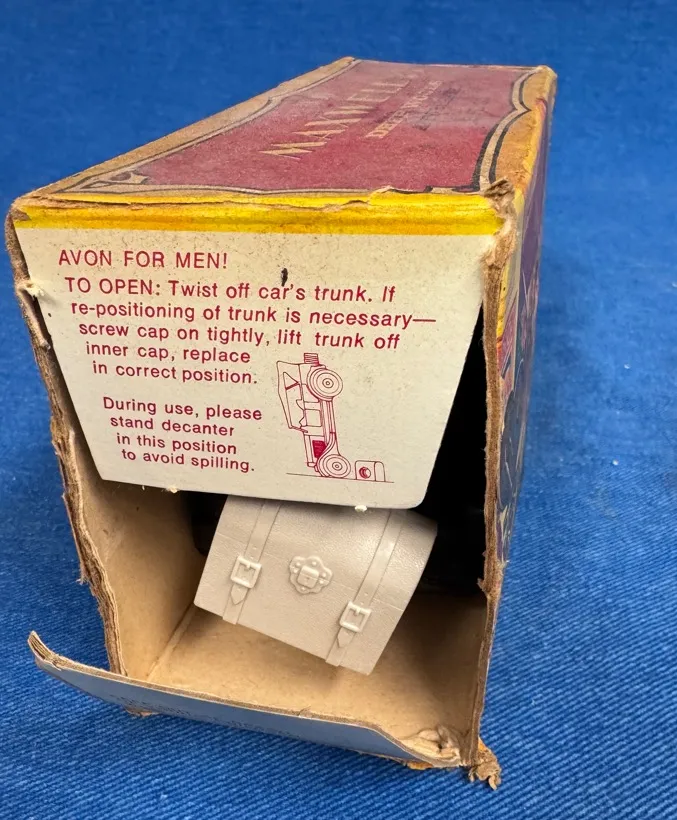 MAXWELL
AVON FOR MEN!
TO OPEN: Twist off car's trunk. If
re-positioning of trunk is necessary—
screw cap on tightly, lift trunk off
inner cap, replace
in correct position.
During use, please
stand decanter
in this position
to avoid spilling.